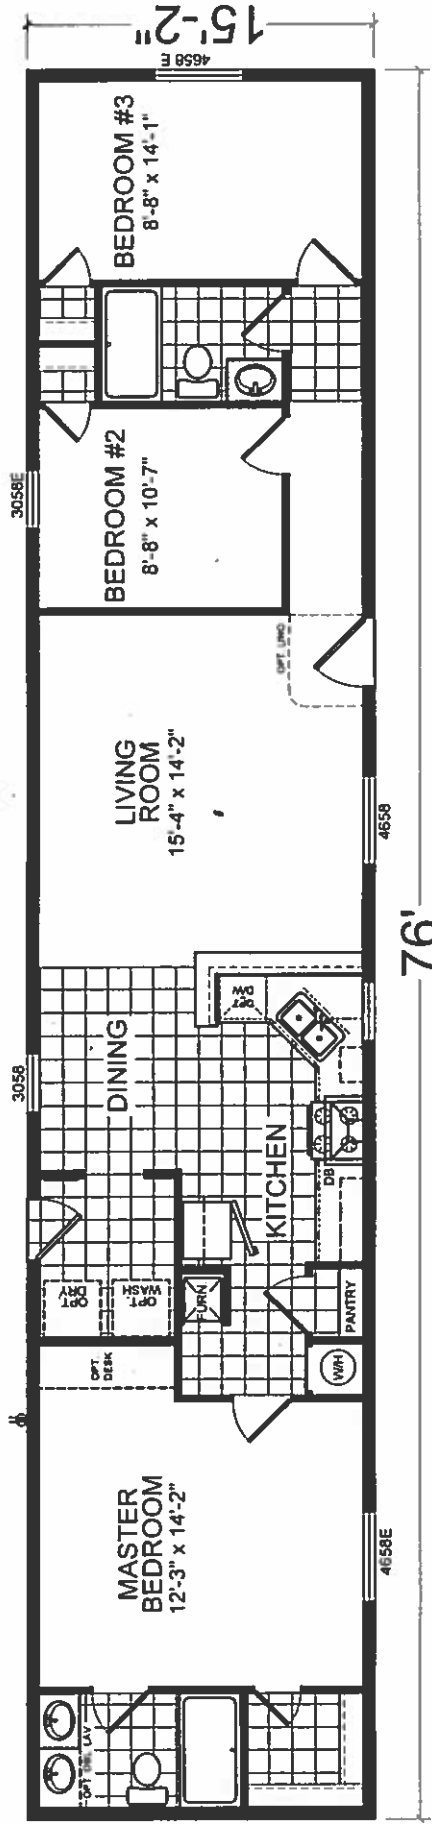 15'-2"
76'
4658 E
BEDROOM #3
8'-8" x 14'-1"
3058E
BEDROOM #2
8'-8" x 10'-7"
OPT. LINO
LIVING
ROOM
15'-4" x 14'-2"
4658
3058
DINING
OPT
D/W
KITCHEN
DB
OPT
DRY
OPT.
WASH
FURN
PANTRY
W/H
OPT
DESK
MASTER
BEDROOM
12'-3" x 14'-2"
4658E
OPT DBL LAV